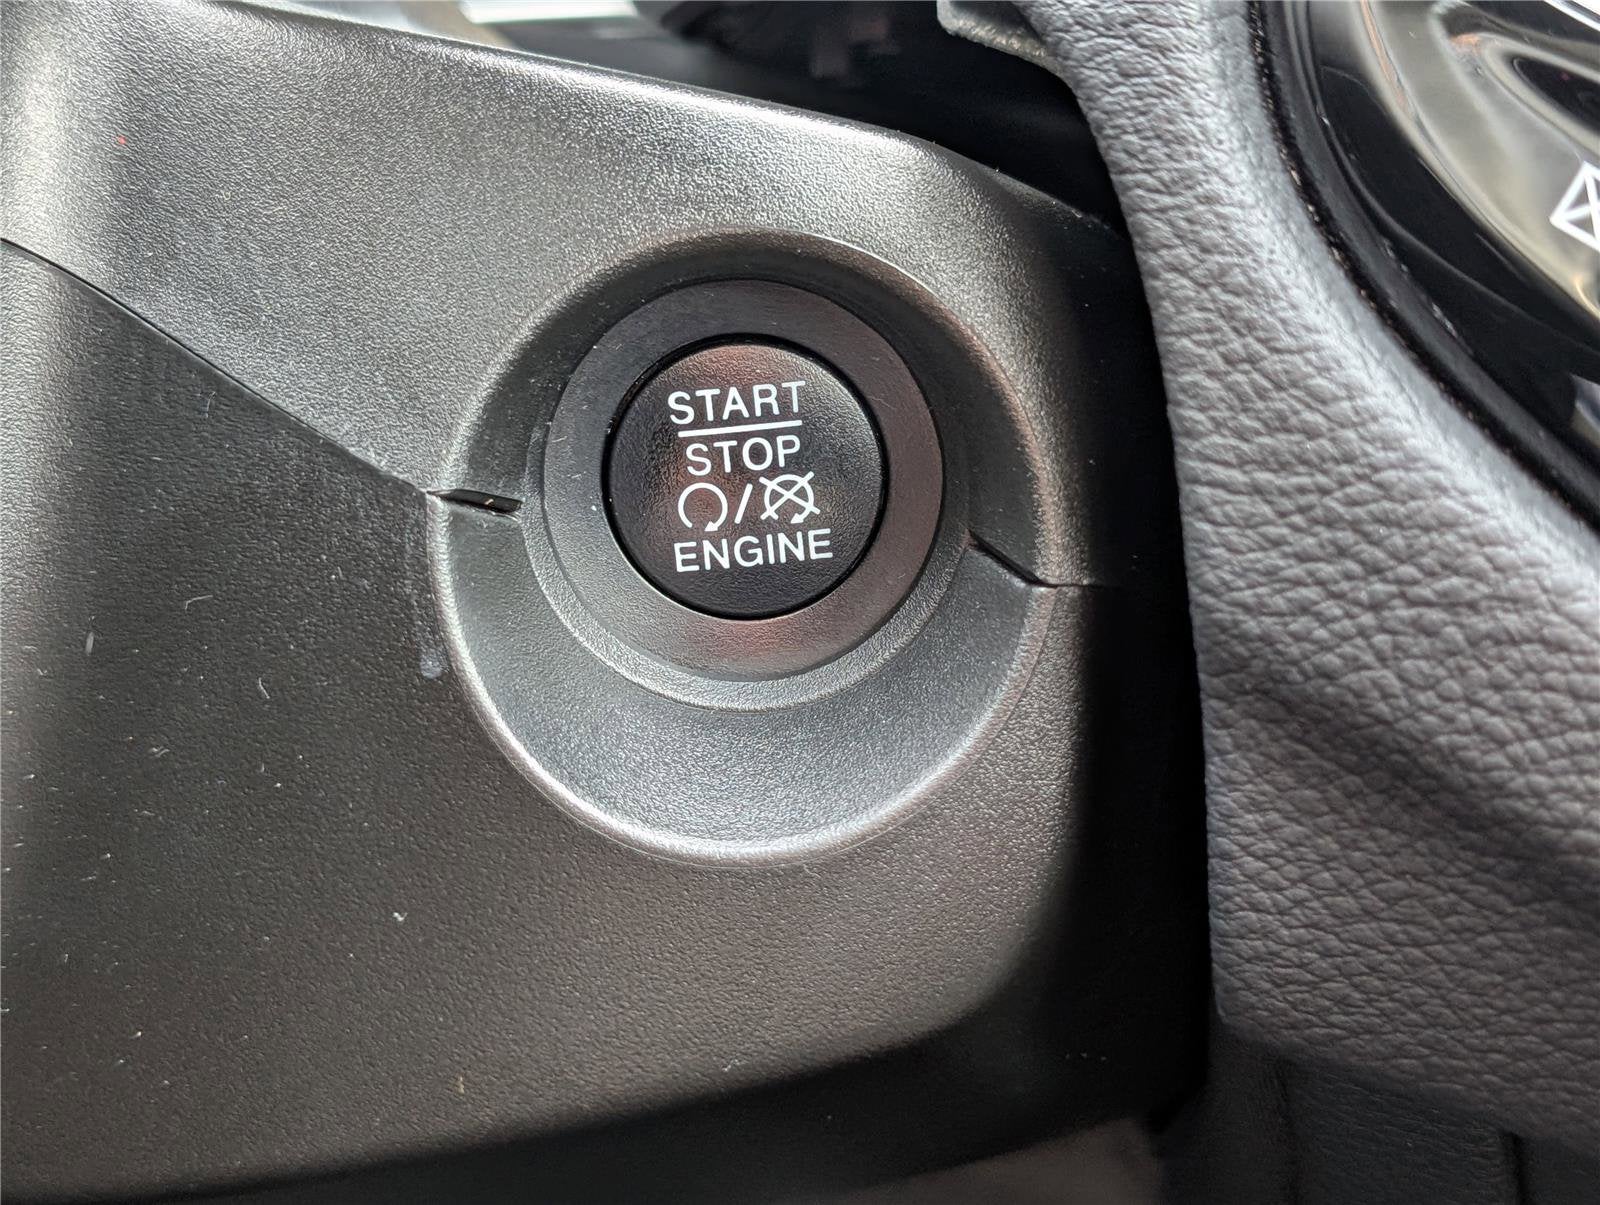 START
STOP
/
ENGINE